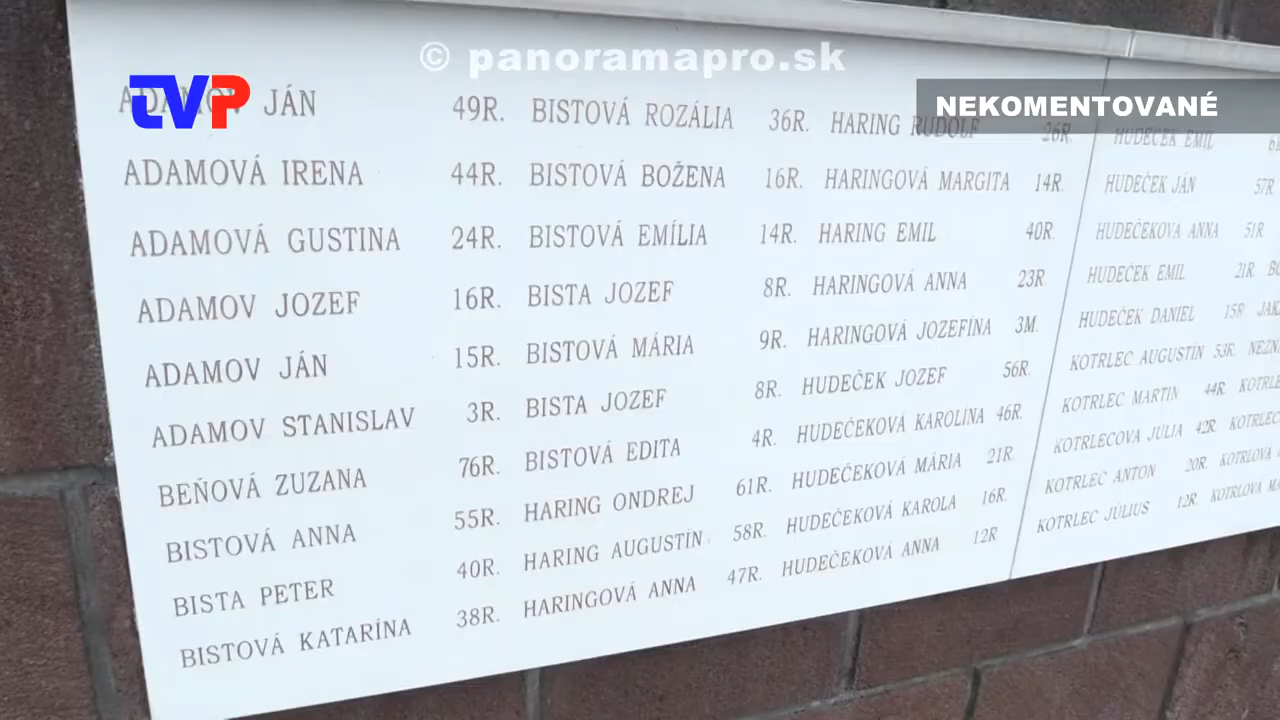 © panoramapro.sk
TVP
NEKOMENTOVANÉ
ADAMOV JÁN 49R. BISTOVÁ ROZÁLIA 36R. HARING RUDOLF 26R. HUDEČEK EMIL
ADAMOVÁ IRENA 44R. BISTOVÁ BOŽENA 16R. HARINGOVÁ MARGITA 14R. HUDEČEK JÁN 57R.
ADAMOVÁ GUSTINA 24R. BISTOVÁ EMÍLIA 14R. HARING EMIL 40R. HUDEČEKOVA ANNA 51R
ADAMOV JOZEF 16R. BISTA JOZEF 8R. HARINGOVÁ ANNA 23R. HUDEČEK EMIL 21R.
ADAMOV JÁN 15R. BISTOVÁ MÁRIA 9R. HARINGOVÁ JOZEFÍNA 3M. HUDEČEK DANIEL 15R
ADAMOV STANISLAV 3R. BISTA JOZEF 8R. HUDEČEK JOZEF 56R. KOTRLEC AUGUSTÍN 53R.
BEŇOVÁ ZUZANA 76R. BISTOVÁ EDITA 4R. HUDEČEKOVÁ KAROLÍNA 46R. KOTRLEC MARTIN 44R.
BISTOVÁ ANNA 55R. HARING ONDREJ 61R. HUDEČEKOVÁ MÁRIA 21R. KOTRLECOVA JULIA 42R.
BISTA PETER 40R. HARING AUGUSTÍN 58R. HUDEČEKOVÁ KAROLA 16R. KOTRLEC ANTON 20R.
BISTOVÁ KATARÍNA 38R. HARINGOVÁ ANNA 47R. HUDEČEKOVÁ ANNA 12R KOTRLEC JÚLIUS 12R.